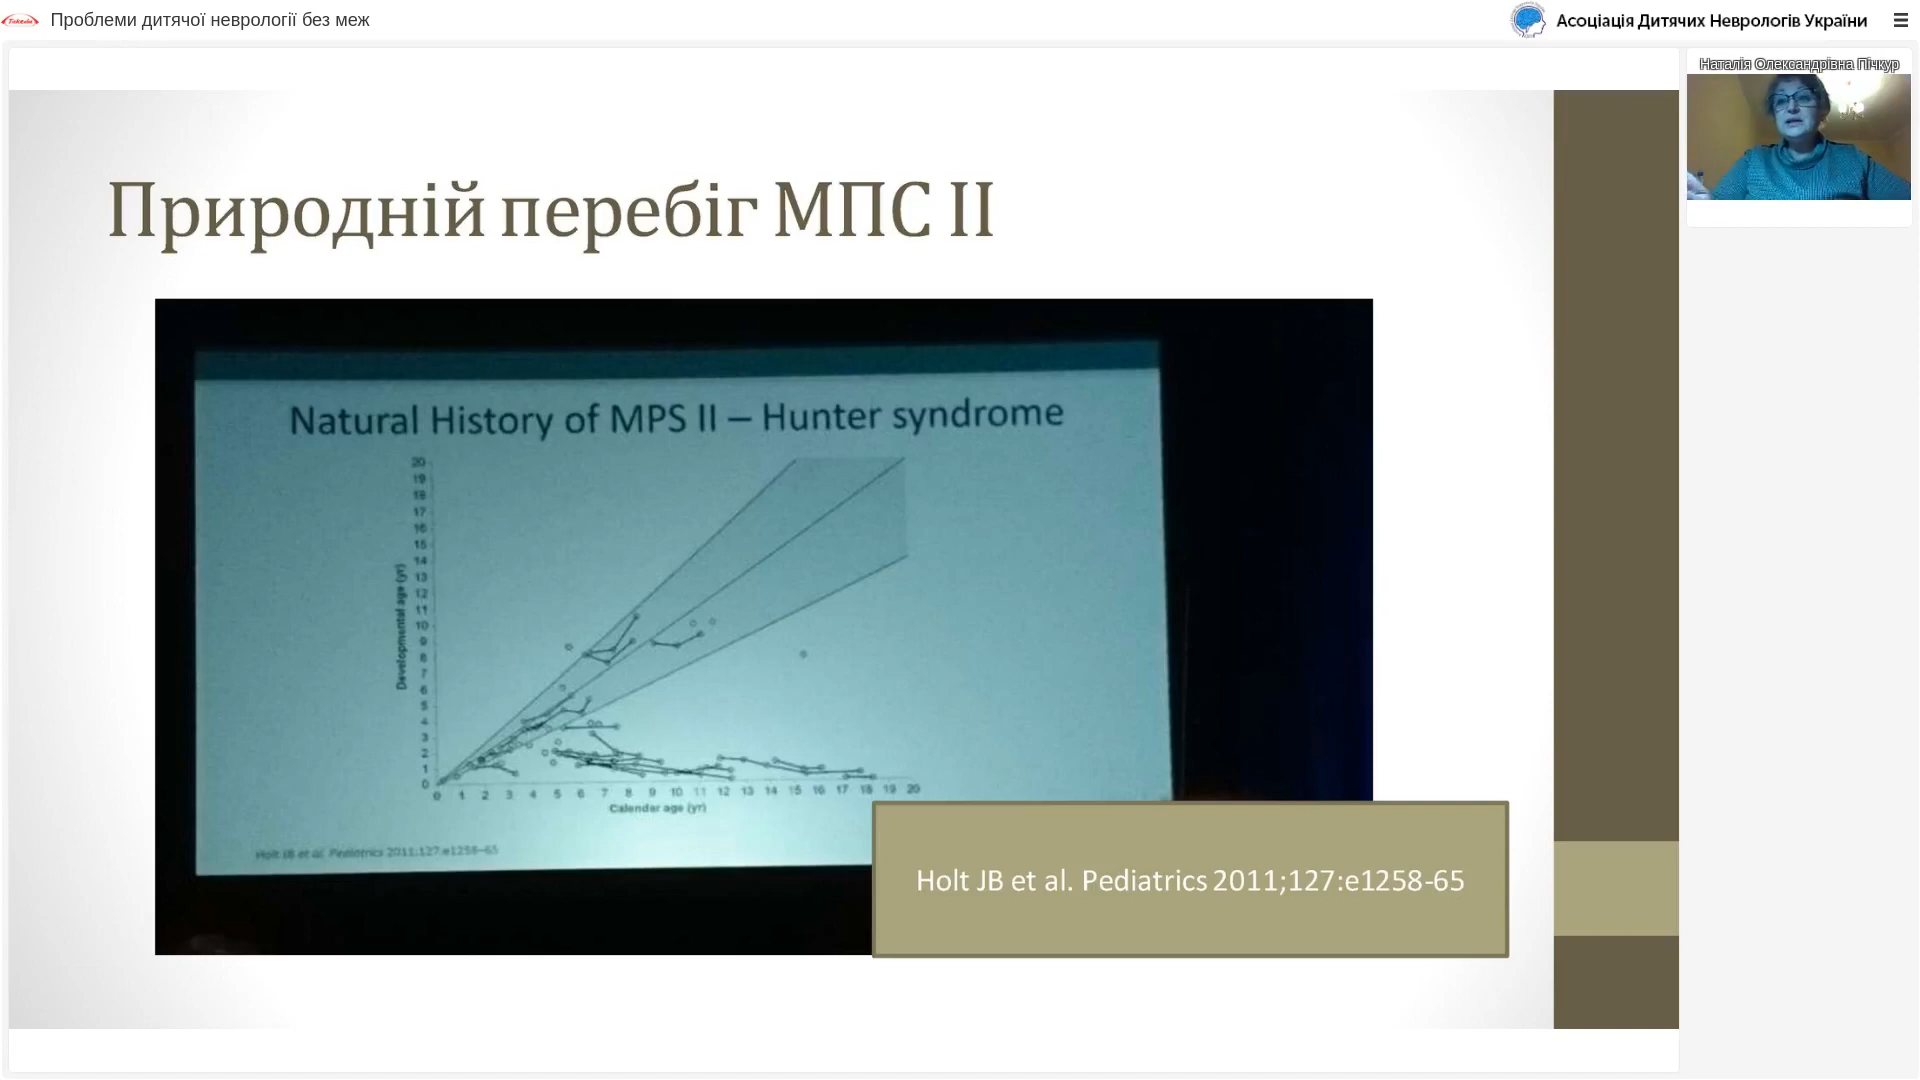 Takeda
Проблеми дитячої неврології без меж
Асоціація Дитячих Неврологів України
Наталія Олександрівна Пічкур
Природній перебіг МПС ІІ
Natural History of MPS II – Hunter syndrome
20
19
18
17
16
15
14
13
12
11
10
9
8
7
6
5
4
3
2
1
0
Developmental age (yr)
0 1 2 3 4 5 6 7 8 9 10 11 12 13 14 15 16 17 18 19 20
Calendar age (yr)
Holt JB et al. Pediatrics 2011;127:e1258–65
Holt JB et al. Pediatrics 2011;127:e1258-65